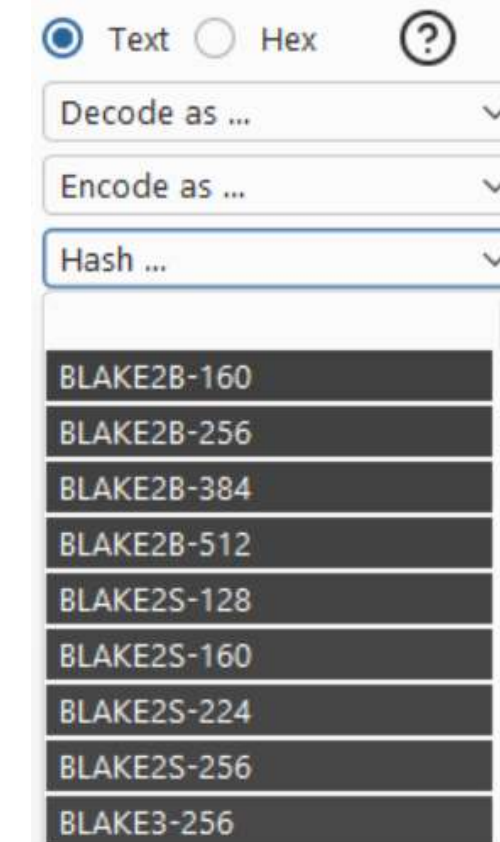 Text Hex ?
Decode as ...
Encode as ...
Hash ...
BLAKE2B-160
BLAKE2B-256
BLAKE2B-384
BLAKE2B-512
BLAKE2S-128
BLAKE2S-160
BLAKE2S-224
BLAKE2S-256
BLAKE3-256